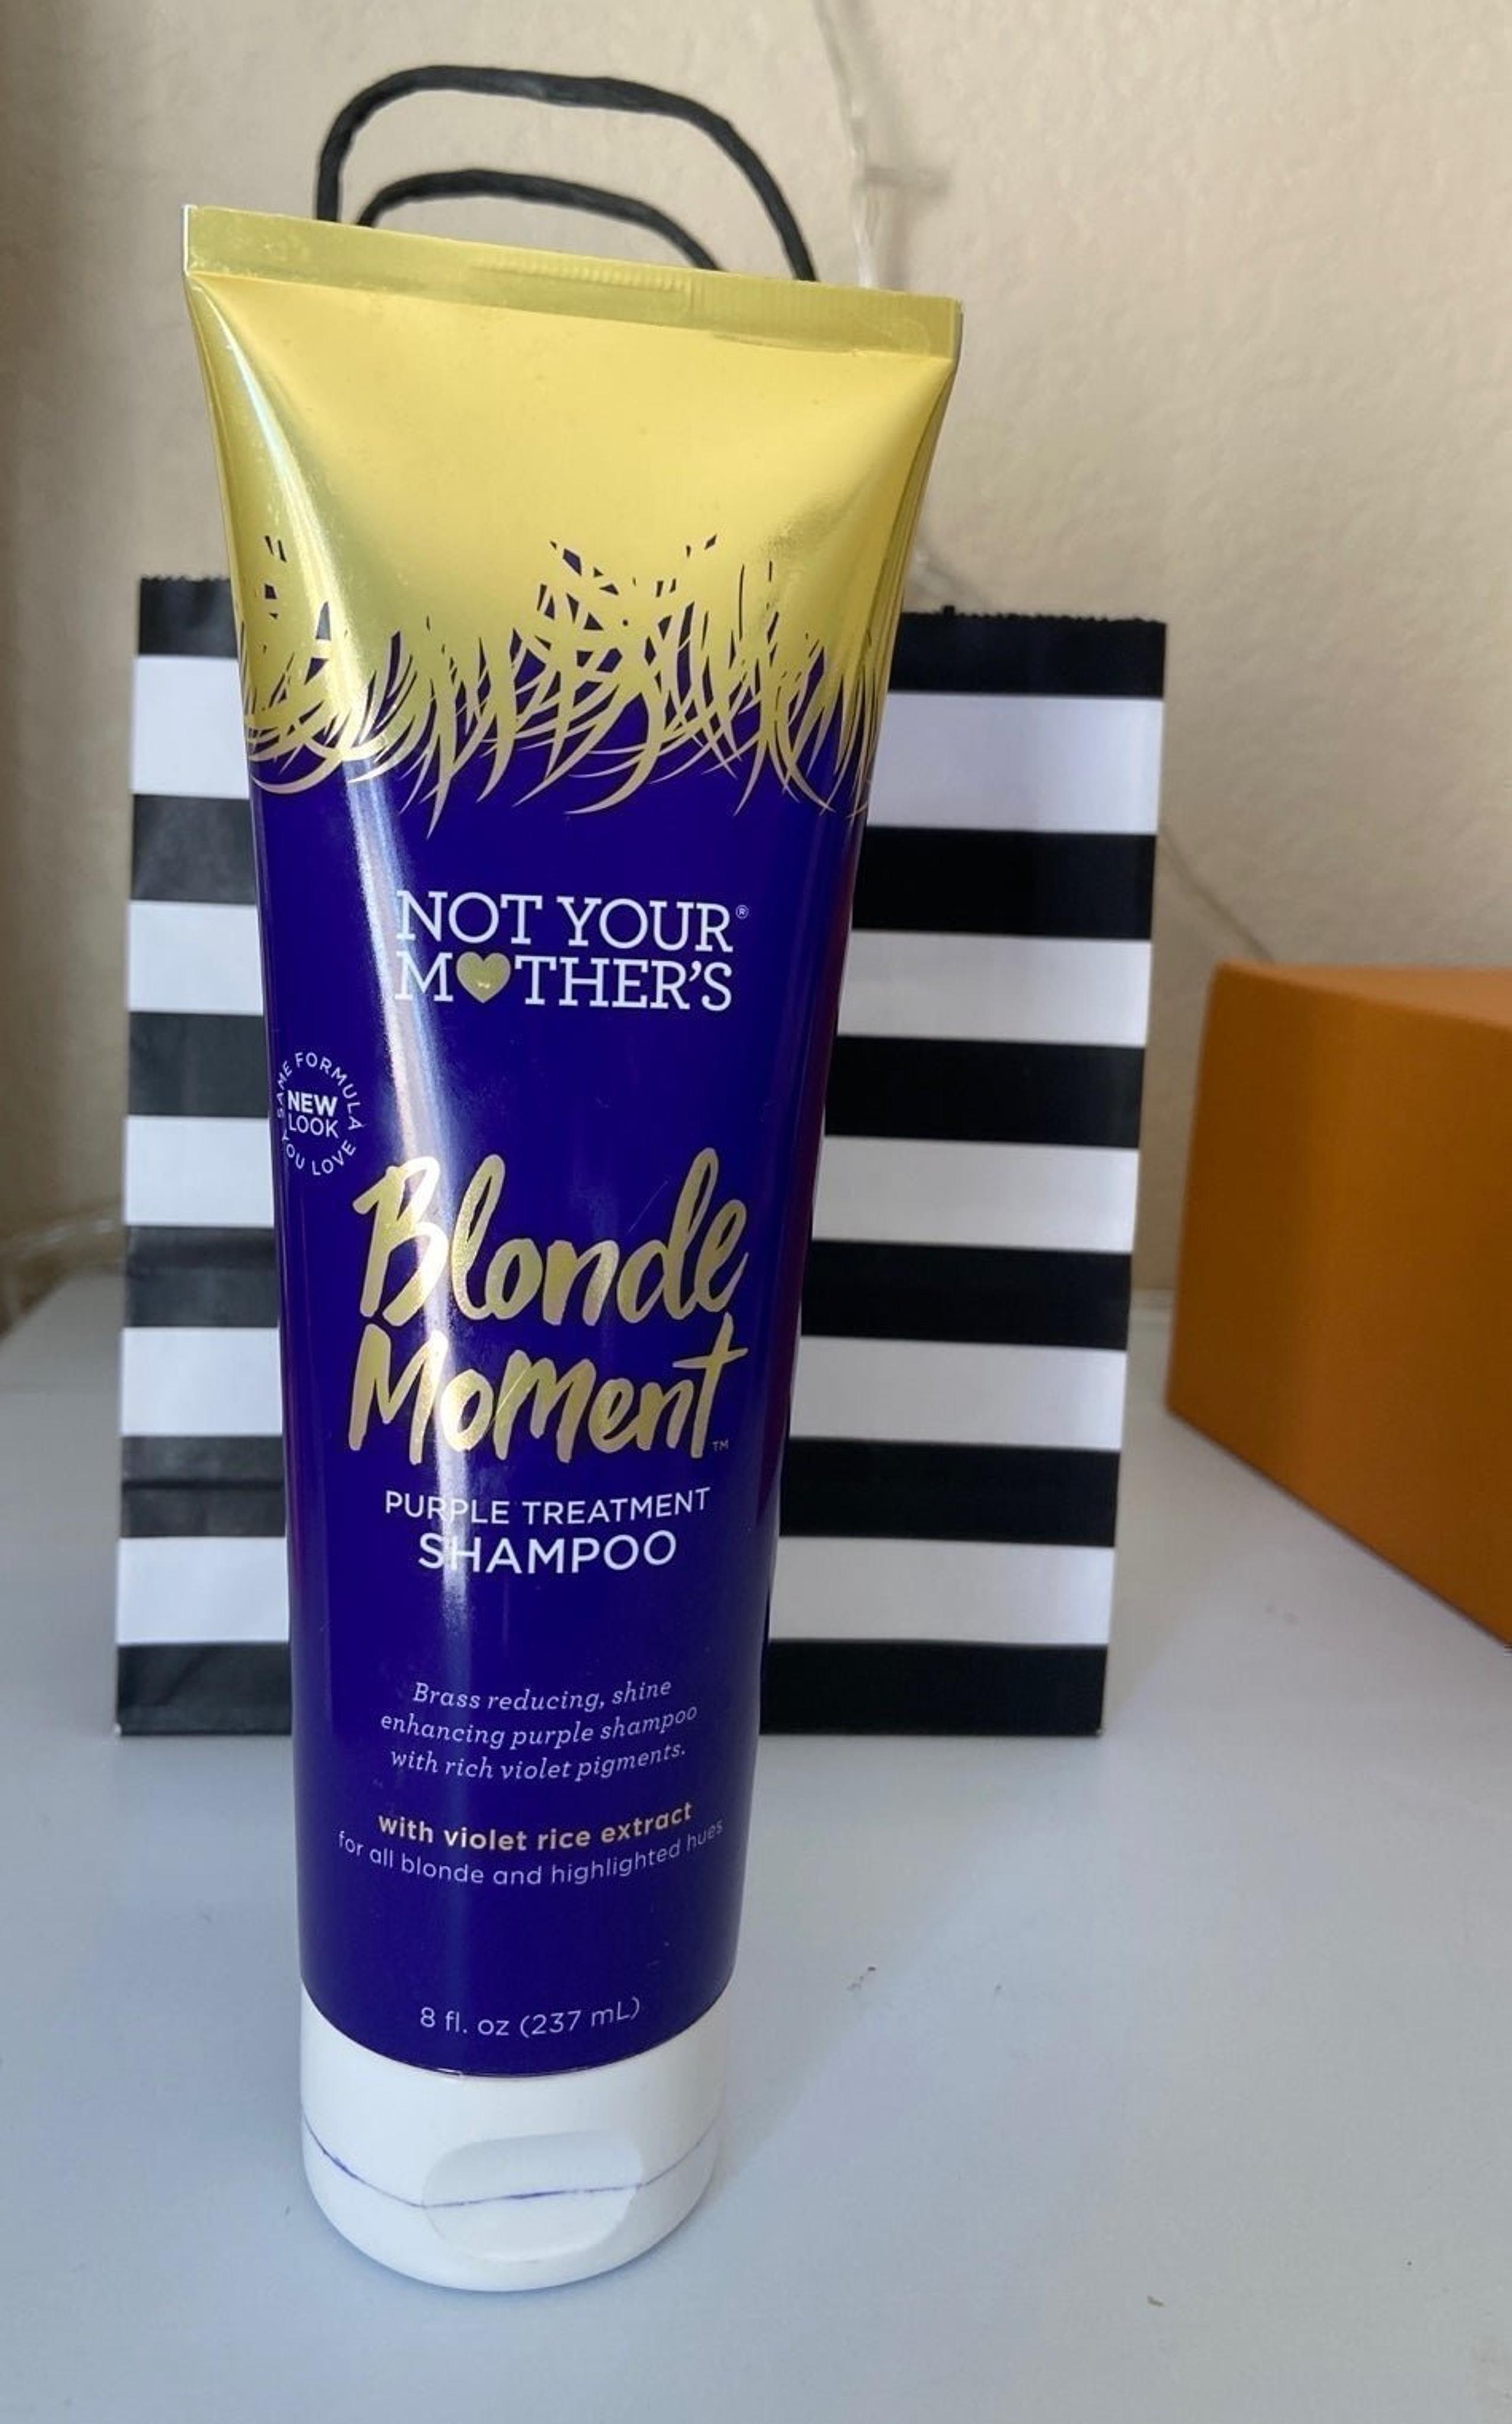 NOT YOUR®
MOTHER'S
SAME FORMULA
NEW
LOOK
YOU LOVE
Blonde
Moment™
PURPLE TREATMENT
SHAMPOO
Brass reducing, shine
enhancing purple shampoo
with rich violet pigments.
with violet rice extract
for all blonde and highlighted hues
8 fl. oz (237 mL)